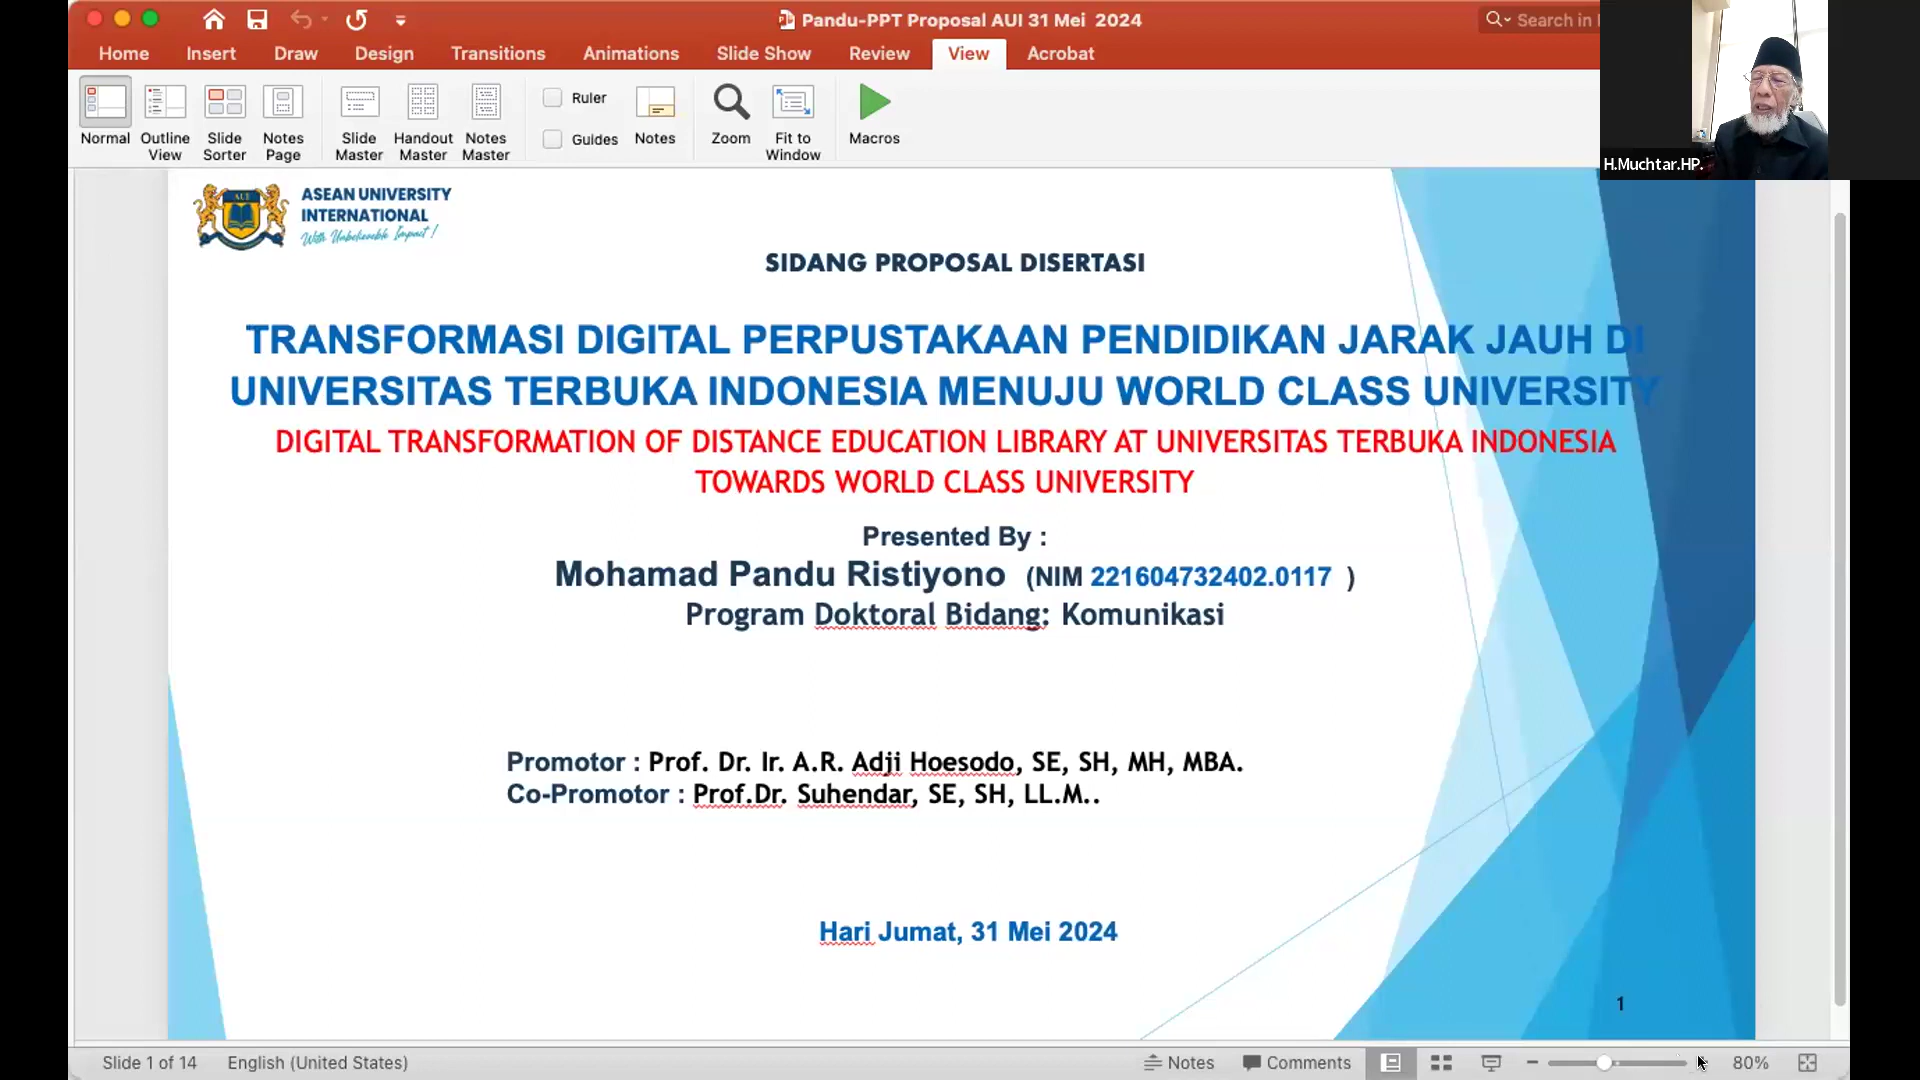 Pandu-PPT Proposal AUI 31 Mei 2024
Search in
Home Insert Draw Design Transitions Animations Slide Show Review View Acrobat
Normal
Outline View
Slide Sorter
Notes Page
Slide Master
Handout Master
Notes Master
Ruler
Guides
Notes
Zoom
Fit to Window
Macros
H.Muchtar.HP.
AUI
ASEAN UNIVERSITY
INTERNATIONAL
With Unbelievable Impact!
SIDANG PROPOSAL DISERTASI
TRANSFORMASI DIGITAL PERPUSTAKAAN PENDIDIKAN JARAK JAUH DI
UNIVERSITAS TERBUKA INDONESIA MENUJU WORLD CLASS UNIVERSITY
DIGITAL TRANSFORMATION OF DISTANCE EDUCATION LIBRARY AT UNIVERSITAS TERBUKA INDONESIA
TOWARDS WORLD CLASS UNIVERSITY
Presented By :
Mohamad Pandu Ristiyono (NIM 221604732402.0117 )
Program Doktoral Bidang: Komunikasi
Promotor : Prof. Dr. Ir. A.R. Adji Hoesodo, SE, SH, MH, MBA.
Co-Promotor : Prof.Dr. Suhendar, SE, SH, LL.M..
Hari Jumat, 31 Mei 2024
1
Slide 1 of 14 English (United States) Notes Comments 80%